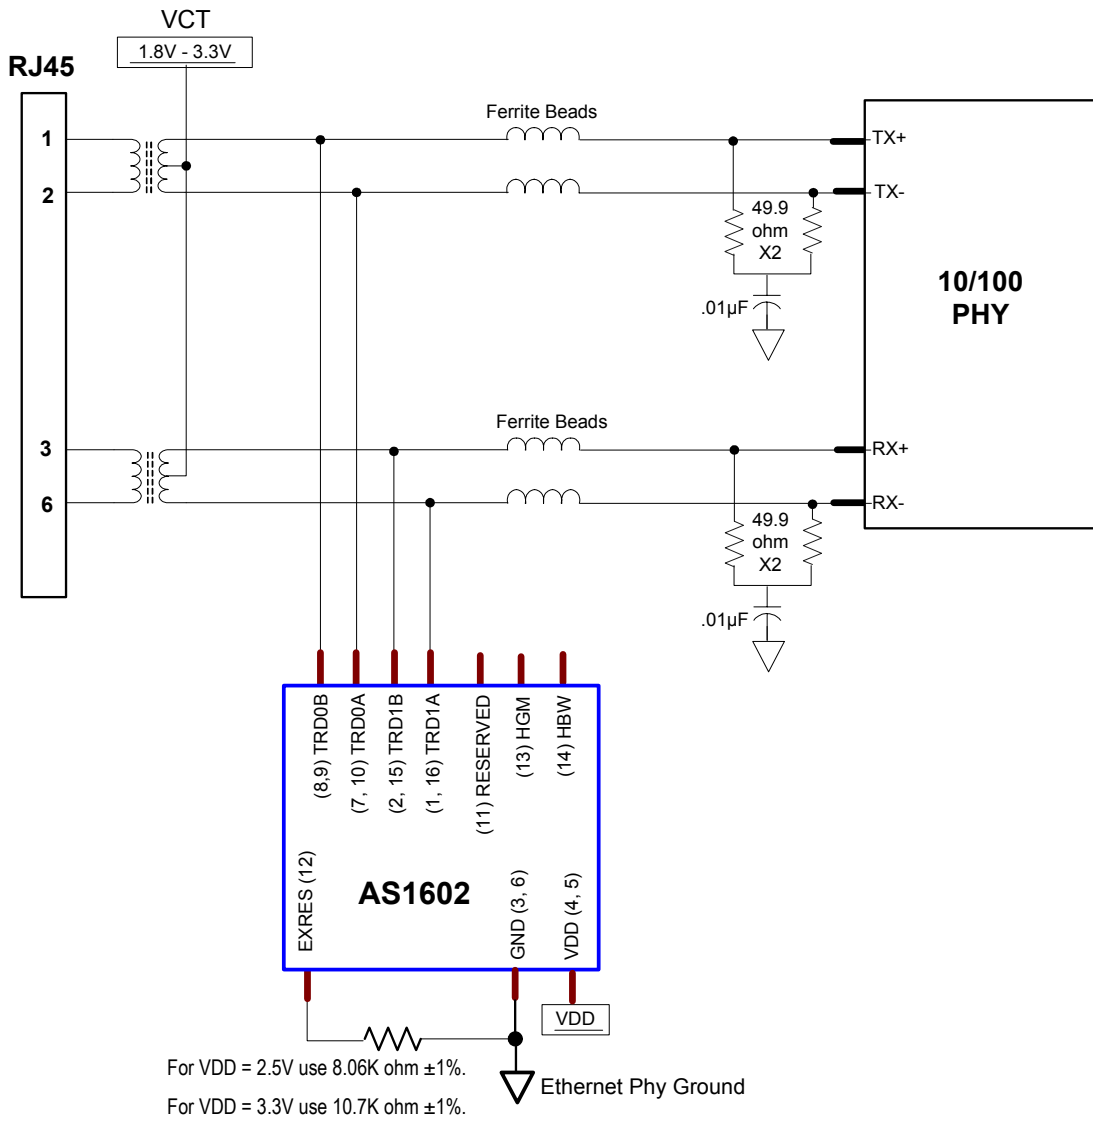 VCT
1.8V - 3.3V
RJ45
1
2
3
6
Ferrite Beads
TX+
TX-
49.9
ohm
X2
.01µF
10/100
PHY
Ferrite Beads
RX+
RX-
49.9
ohm
X2
.01µF
(8,9) TRD0B
(7, 10) TRD0A
(2, 15) TRD1B
(1, 16) TRD1A
(11) RESERVED
(13) HGM
(14) HBW
AS1602
EXRES (12)
GND (3, 6)
VDD (4, 5)
VDD
For VDD = 2.5V use 8.06K ohm ±1%.
For VDD = 3.3V use 10.7K ohm ±1%.
Ethernet Phy Ground